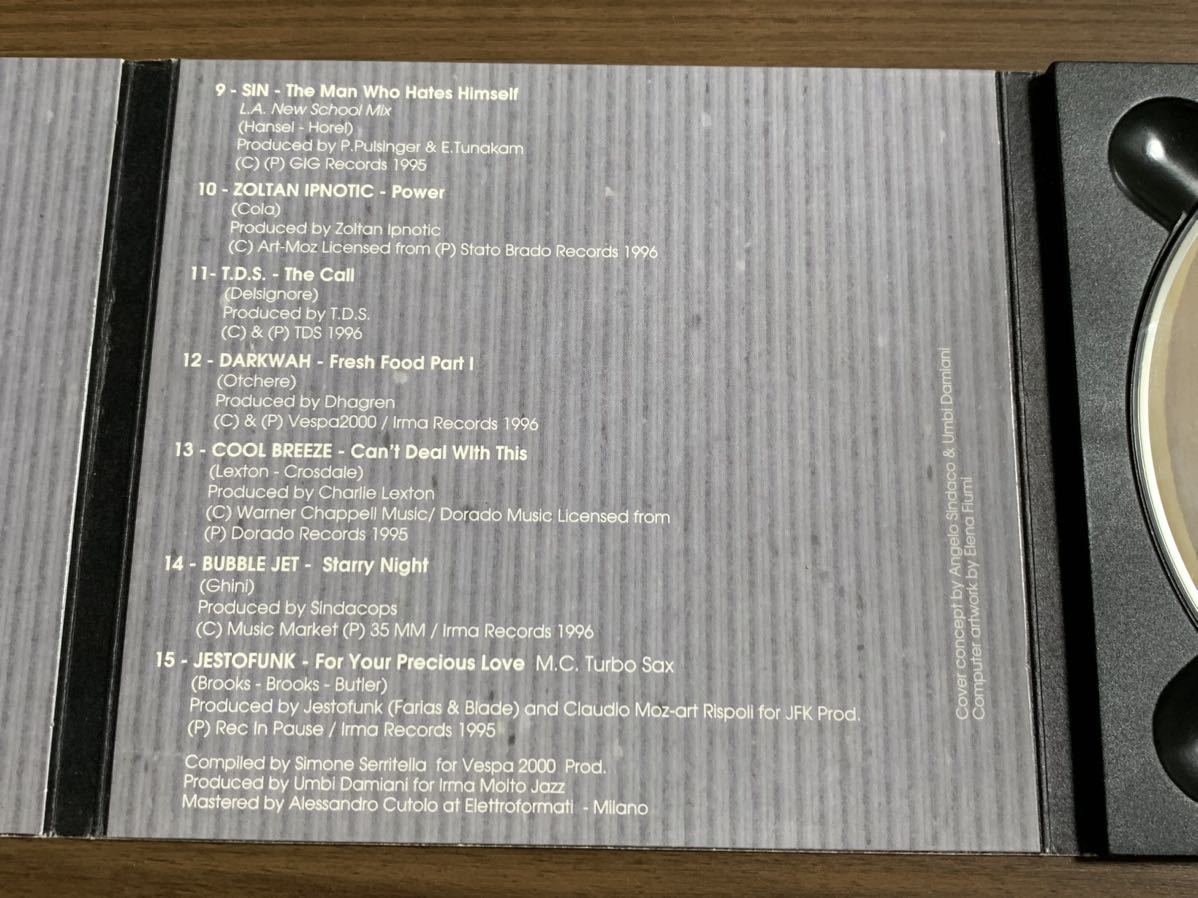 9 - SIN - The Man Who Hates Himself
L.A. New School Mix
(Hansel - Horel)
Produced by P.Pulsinger & E.Tunakam
(C) (P) GIG Records 1995
10 - ZOLTAN IPNOTIC - Power
(Cola)
Produced by Zoltan Ipnotic
(C) Art-Moz Licensed from (P) Stato Brado Records 1996
11- T.D.S. - The Call
(Delsignore)
Produced by T.D.S.
(C) & (P) TDS 1996
12 - DARKWAH - Fresh Food Part I
(Otchere)
Produced by Dhagren
(C) & (P) Vespa2000 / Irma Records 1996
13 - COOL BREEZE - Can't Deal With This
(Lexton - Crosdale)
Produced by Charlie Lexton
(C) Warner Chappell Music/ Dorado Music Licensed from
(P) Dorado Records 1995
14 - BUBBLE JET - Starry Night
(Ghini)
Produced by Sindacops
(C) Music Market (P) 35 MM / Irma Records 1996
15 - JESTOFUNK - For Your Precious Love M.C. Turbo Sax
(Brooks - Brooks - Butler)
Produced by Jestofunk (Farias & Blade) and Claudio Moz-art Rispoli for JFK Prod.
(P) Rec In Pause / Irma Records 1995
Compiled by Simone Serritella for Vespa 2000 Prod.
Produced by Umbi Damiani for Irma Molto Jazz
Mastered by Alessandro Cutolo at Elettroformati - Milano
Cover concept by Angelo Sindaco & Umbi Damiani
Computer artwork by Elena Fiumi